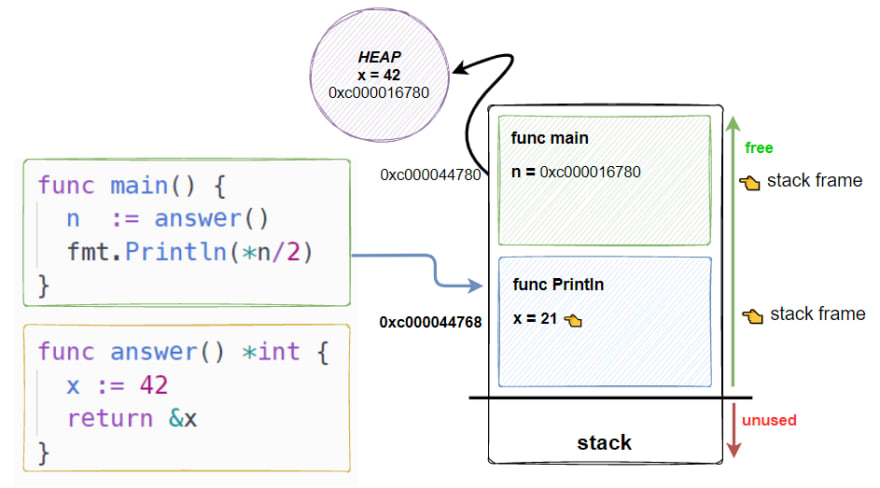 HEAP
x = 42
0xc000016780
func main() {
n := answer()
fmt.Println(*n/2)
}
func answer() *int {
x := 42
return &x
}
0xc000044780
func main
n = 0xc000016780
0xc000044768
func Println
x = 21
stack
free
stack frame
stack frame
unused